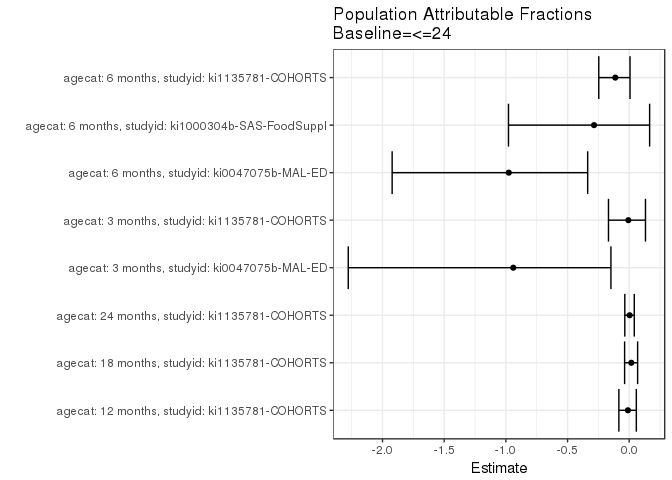 Population Attributable Fractions
Baseline=<=24
agecat: 6 months, studyid: ki1135781-COHORTS
agecat: 6 months, studyid: ki1000304b-SAS-FoodSuppl
agecat: 6 months, studyid: ki0047075b-MAL-ED
agecat: 3 months, studyid: ki1135781-COHORTS
agecat: 3 months, studyid: ki0047075b-MAL-ED
agecat: 24 months, studyid: ki1135781-COHORTS
agecat: 18 months, studyid: ki1135781-COHORTS
agecat: 12 months, studyid: ki1135781-COHORTS
-2.0 -1.5 -1.0 -0.5 0.0
Estimate